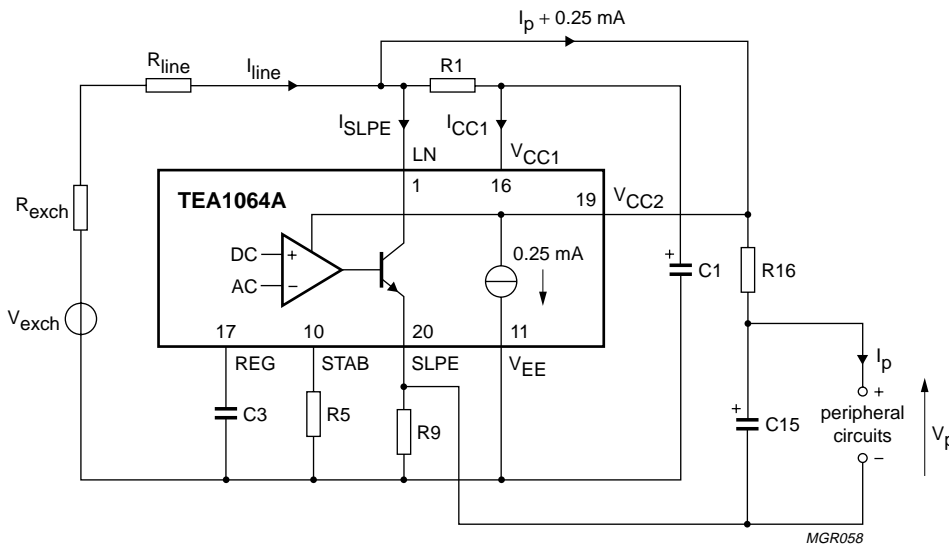 Ip + 0.25 mA
Rline
Iline
R1
ISLPE
ICC1
LN
VCC1
1
16
TEA1064A
19
VCC2
Rexch
DC
+
AC
−
0.25 mA
+
C1
R16
Vexch
17
10
20
11
REG
STAB
SLPE
VEE
Ip
C3
R5
R9
+
C15
+
peripheral
circuits
−
Vp
MGR058